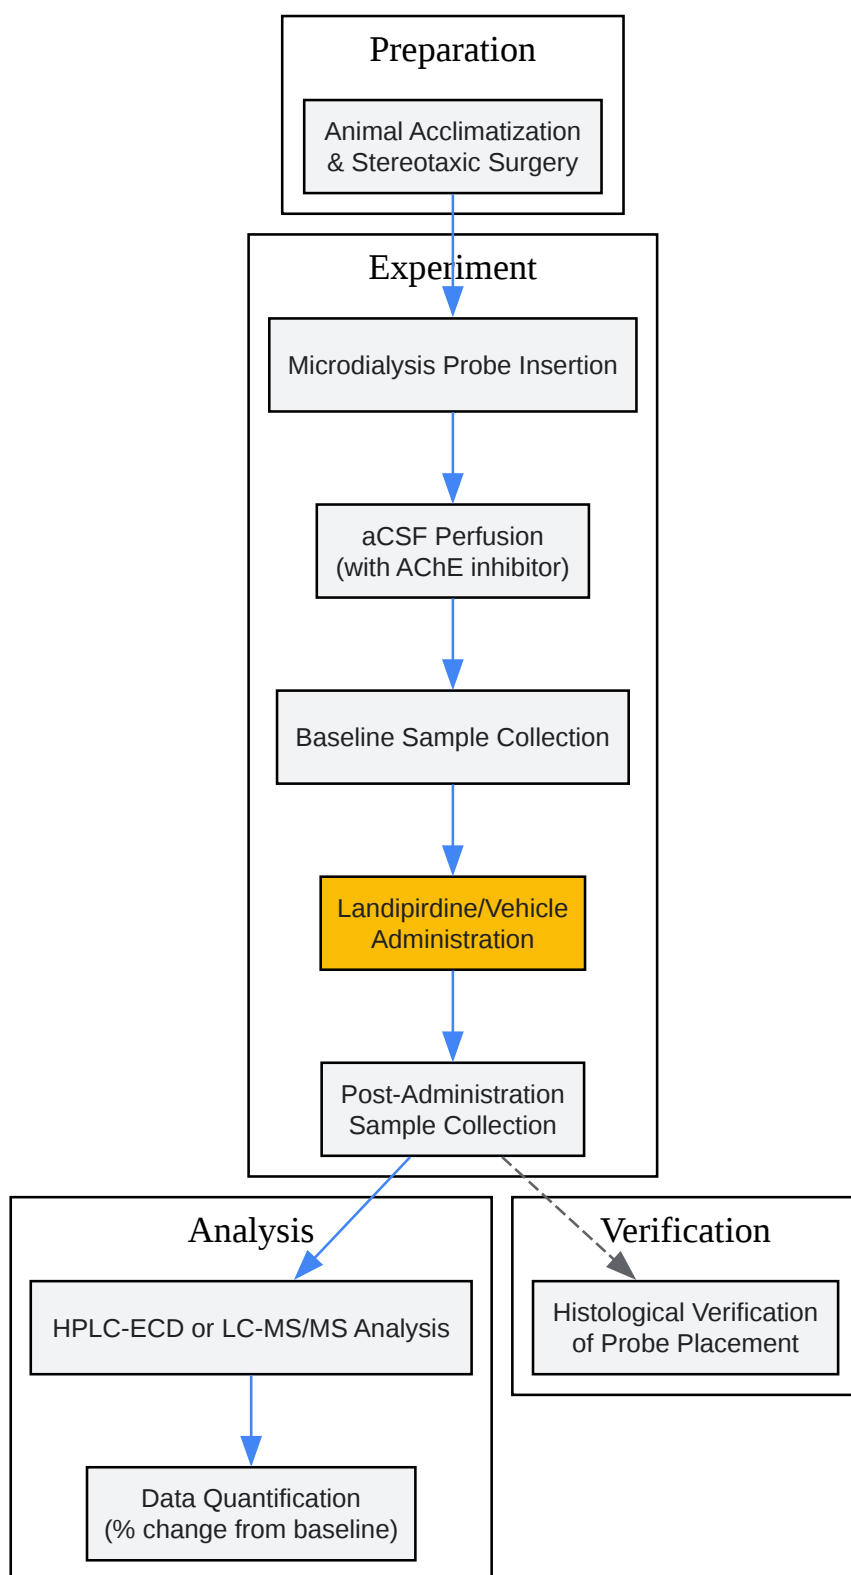 Preparation
Animal Acclimatization
& Stereotaxic Surgery
Experiment
Microdialysis Probe Insertion
aCSF Perfusion
(with AChE inhibitor)
Baseline Sample Collection
Landipirdine/Vehicle
Administration
Post-Administration
Sample Collection
Analysis
HPLC-ECD or LC-MS/MS Analysis
Data Quantification
(% change from baseline)
Verification
Histological Verification
of Probe Placement